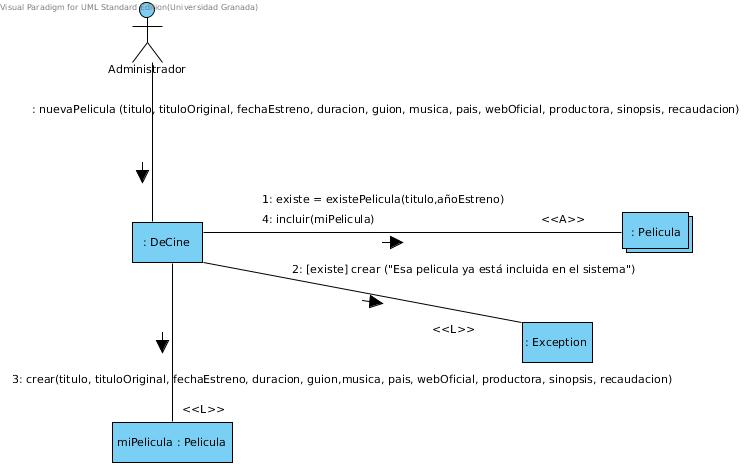 Visual Paradigm for UML Standard Edition(Universidad Granada)
Administrador
: nuevaPelicula (titulo, tituloOriginal, fechaEstreno, duracion, guion, musica, pais, webOficial, productora, sinopsis, recaudacion)
1: existe = existePelicula(titulo,añoEstreno)
4: incluir(miPelicula)
<<A>>
: DeCine
: Pelicula
2: [existe] crear ("Esa pelicula ya está incluida en el sistema")
<<L>>
: Exception
3: crear(titulo, tituloOriginal, fechaEstreno, duracion, guion,musica, pais, webOficial, productora, sinopsis, recaudacion)
<<L>>
miPelicula : Pelicula